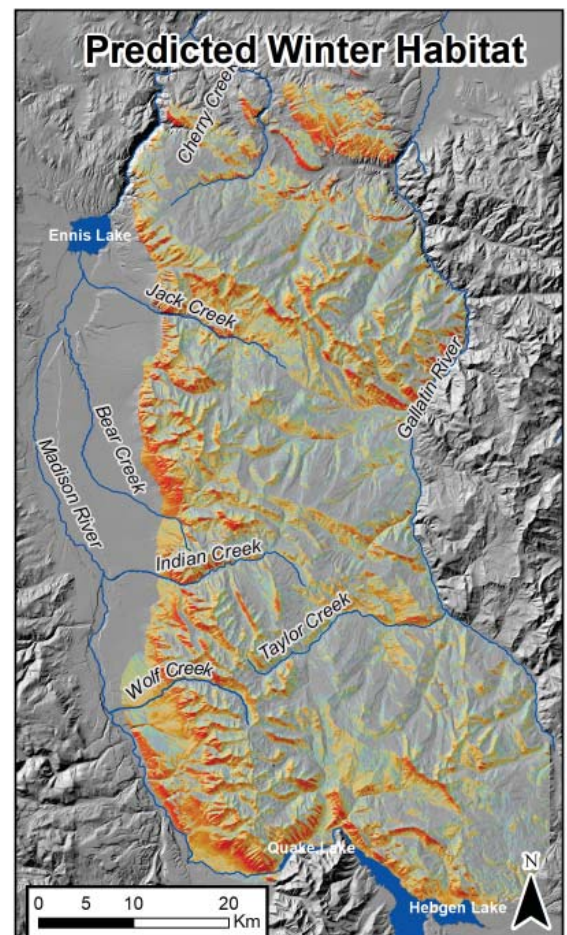 Predicted Winter Habitat
Cherry Creek
Ennis Lake
Jack Creek
Gallatin River
Bear Creek
Madison River
Indian Creek
Taylor Creek
Wolf Creek
Quake Lake
N
Hebgen Lake
0 5 10 20
Km